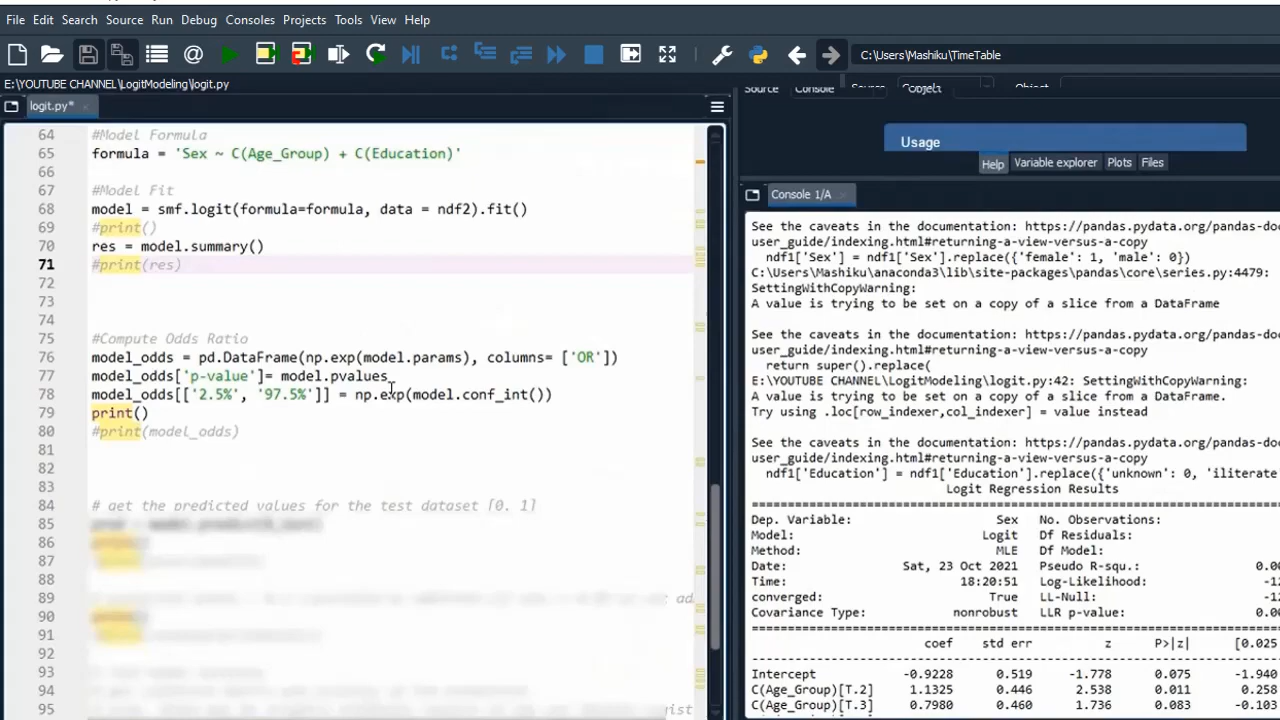 File Edit Search Source Run Debug Consoles Projects Tools View Help
C:\Users\Mashiku\TimeTable
E:\YOUTUBE CHANNEL\LogitModeling\logit.py
logit.py*
64 #Model Formula
65 formula = 'Sex ~ C(Age_Group) + C(Education)'
66
67 #Model Fit
68 model = smf.logit(formula=formula, data = ndf2).fit()
69 #print()
70 res = model.summary()
71 #print(res)
72
73
74
75 #Compute Odds Ratio
76 model_odds = pd.DataFrame(np.exp(model.params), columns= ['OR'])
77 model_odds['p-value']= model.pvalues
78 model_odds[['2.5%', '97.5%']] = np.exp(model.conf_int())
79 print()
80 #print(model_odds)
81
82
83
84 # get the predicted values for the test dataset [0, 1]
85
86
87
88
89
90
91
92
93
94
95
Source Console Source Object Object
Usage
Help Variable explorer Plots Files
Console 1/A
See the caveats in the documentation: https://pandas.pydata.org/pandas-do
user_guide/indexing.html#returning-a-view-versus-a-copy
ndf1['Sex'] = ndf1['Sex'].replace({'female': 1, 'male': 0})
C:\Users\Mashiku\anaconda3\lib\site-packages\pandas\core\series.py:4479:
SettingWithCopyWarning:
A value is trying to be set on a copy of a slice from a DataFrame
See the caveats in the documentation: https://pandas.pydata.org/pandas-do
user_guide/indexing.html#returning-a-view-versus-a-copy
return super().replace(
E:\YOUTUBE CHANNEL\LogitModeling\logit.py:42: SettingWithCopyWarning:
A value is trying to be set on a copy of a slice from a DataFrame.
Try using .loc[row_indexer,col_indexer] = value instead
See the caveats in the documentation: https://pandas.pydata.org/pandas-do
user_guide/indexing.html#returning-a-view-versus-a-copy
ndf1['Education'] = ndf1['Education'].replace({'unknown': 0, 'iliterate
Logit Regression Results
==========================================================
Dep. Variable: Sex No. Observations:
Model: Logit Df Residuals:
Method: MLE Df Model:
Date: Sat, 23 Oct 2021 Pseudo R-squ.: 0.00
Time: 18:20:51 Log-Likelihood: -12
converged: True LL-Null: -12
Covariance Type: nonrobust LLR p-value: 0.00
==========================================================
coef std err z P>|z| [0.025
----------------------------------------------------------
Intercept -0.9228 0.519 -1.778 0.075 -1.940
C(Age_Group)[T.2] 1.1325 0.446 2.538 0.011 0.258
C(Age_Group)[T.3] 0.7980 0.460 1.736 0.083 -0.103